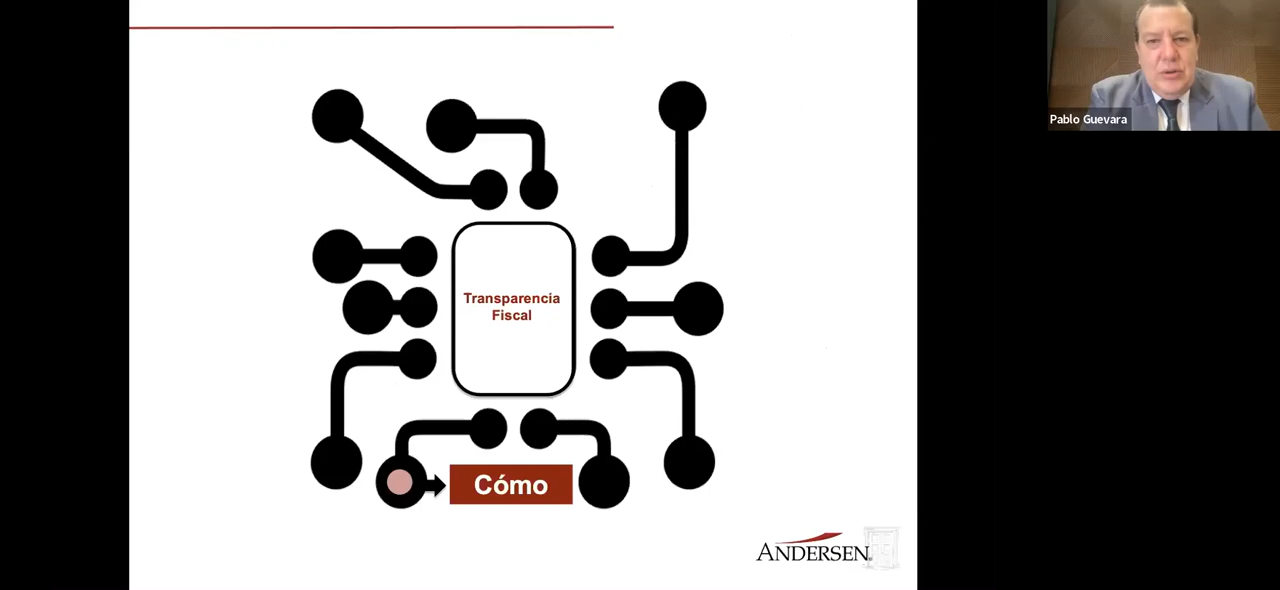 Pablo Guevara
Transparencia
Fiscal
Cómo
ANDERSEN